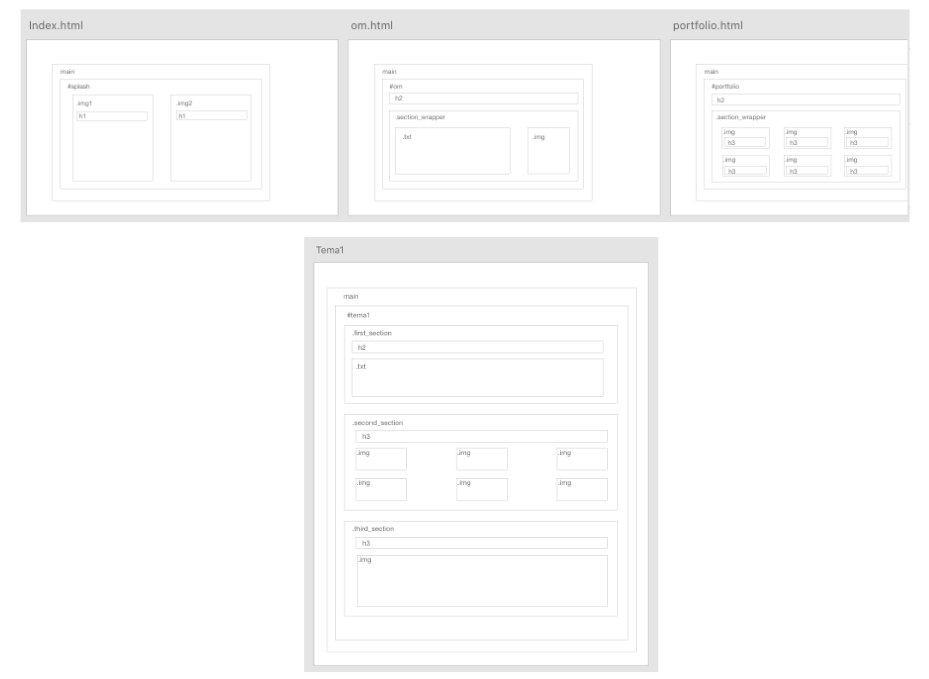 Index.html
main
#splash
.img1
h1
.img2
h1
om.html
main
#om
h2
.section_wrapper
.txt
.img
portfolio.html
main
#portfolio
h2
.section_wrapper
.img
h3
.img
h3
.img
h3
.img
h3
.img
h3
.img
h3
Tema1
main
#tema1
.first_section
h2
.txt
.second_section
h3
.img
.img
.img
.img
.img
.img
.third_section
h3
.img